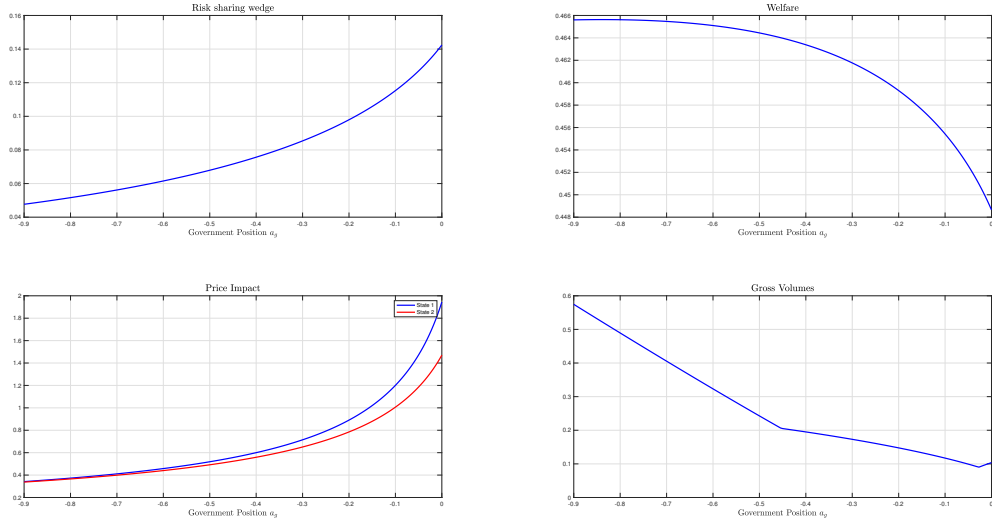 Risk sharing wedge
0.16
0.14
0.12
0.1
0.08
0.06
0.04
-0.9 -0.8 -0.7 -0.6 -0.5 -0.4 -0.3 -0.2 -0.1 0
Government Position a_g
Welfare
0.466
0.464
0.462
0.46
0.458
0.456
0.454
0.452
0.45
0.448
-0.9 -0.8 -0.7 -0.6 -0.5 -0.4 -0.3 -0.2 -0.1 0
Government Position a_g
Price Impact
State 1
State 2
2
1.8
1.6
1.4
1.2
1
0.8
0.6
0.4
0.2
-0.9 -0.8 -0.7 -0.6 -0.5 -0.4 -0.3 -0.2 -0.1 0
Government Position a_g
Gross Volumes
0.6
0.5
0.4
0.3
0.2
0.1
0
-0.9 -0.8 -0.7 -0.6 -0.5 -0.4 -0.3 -0.2 -0.1 0
Government Position a_g